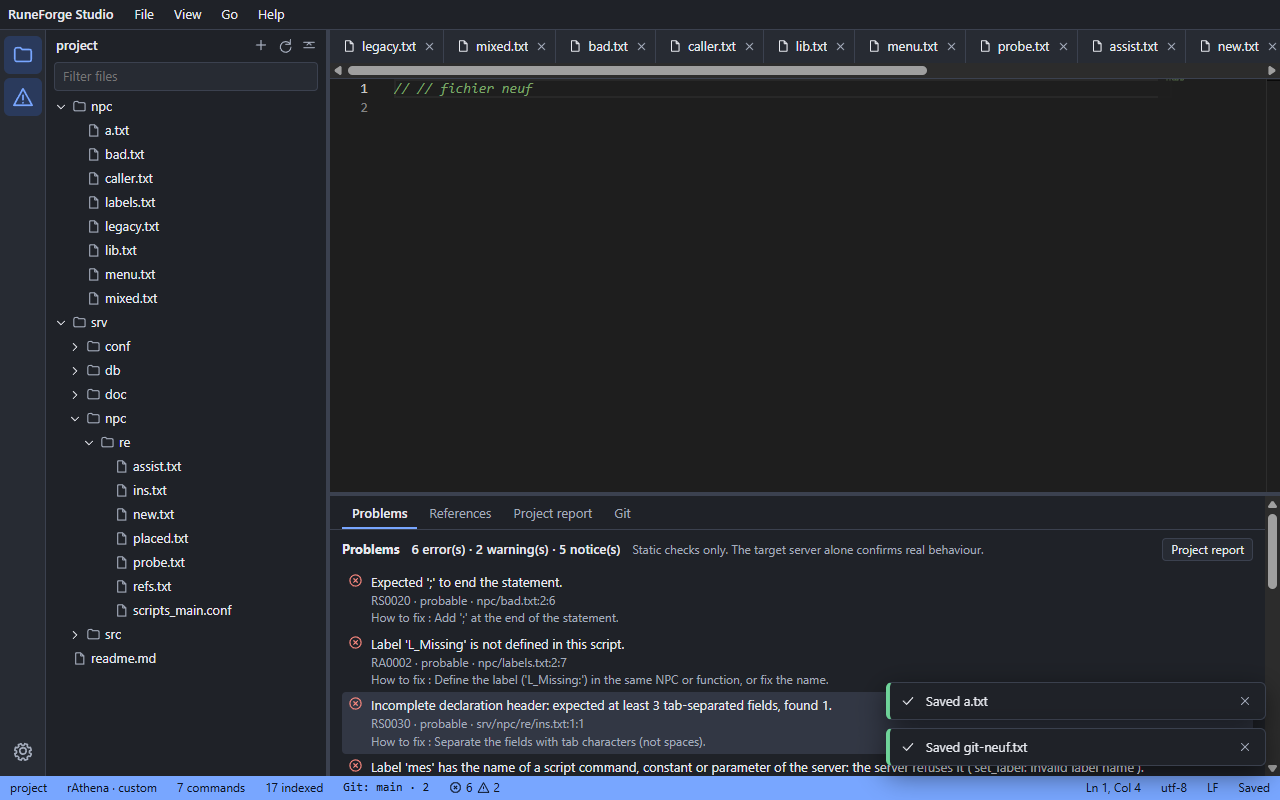 RuneForge Studio File View Go Help
project
legacy.txt mixed.txt bad.txt caller.txt lib.txt menu.txt probe.txt assist.txt new.txt
Filter files
npc
a.txt
bad.txt
caller.txt
labels.txt
legacy.txt
lib.txt
menu.txt
mixed.txt
srv
conf
db
doc
npc
re
assist.txt
ins.txt
new.txt
placed.txt
probe.txt
refs.txt
scripts_main.conf
src
readme.md
1 // // fichier neuf
2
Problems References Project report Git
Problems 6 error(s) · 2 warning(s) · 5 notice(s) Static checks only. The target server alone confirms real behaviour. Project report
Expected ';' to end the statement.
RS0020 · probable · npc/bad.txt:2:6
How to fix : Add ';' at the end of the statement.
Label 'L_Missing' is not defined in this script.
RA0002 · probable · npc/labels.txt:2:7
How to fix : Define the label ('L_Missing:') in the same NPC or function, or fix the name.
Incomplete declaration header: expected at least 3 tab-separated fields, found 1.
RS0030 · probable · srv/npc/re/ins.txt:1:1
How to fix : Separate the fields with tab characters (not spaces).
Label 'mes' has the name of a script command, constant or parameter of the server: the server refuses it ('set_label: invalid label name').
Saved a.txt
Saved git-neuf.txt
project rAthena · custom 7 commands 17 indexed Git: main · 2 6 2 Ln 1, Col 4 utf-8 LF Saved